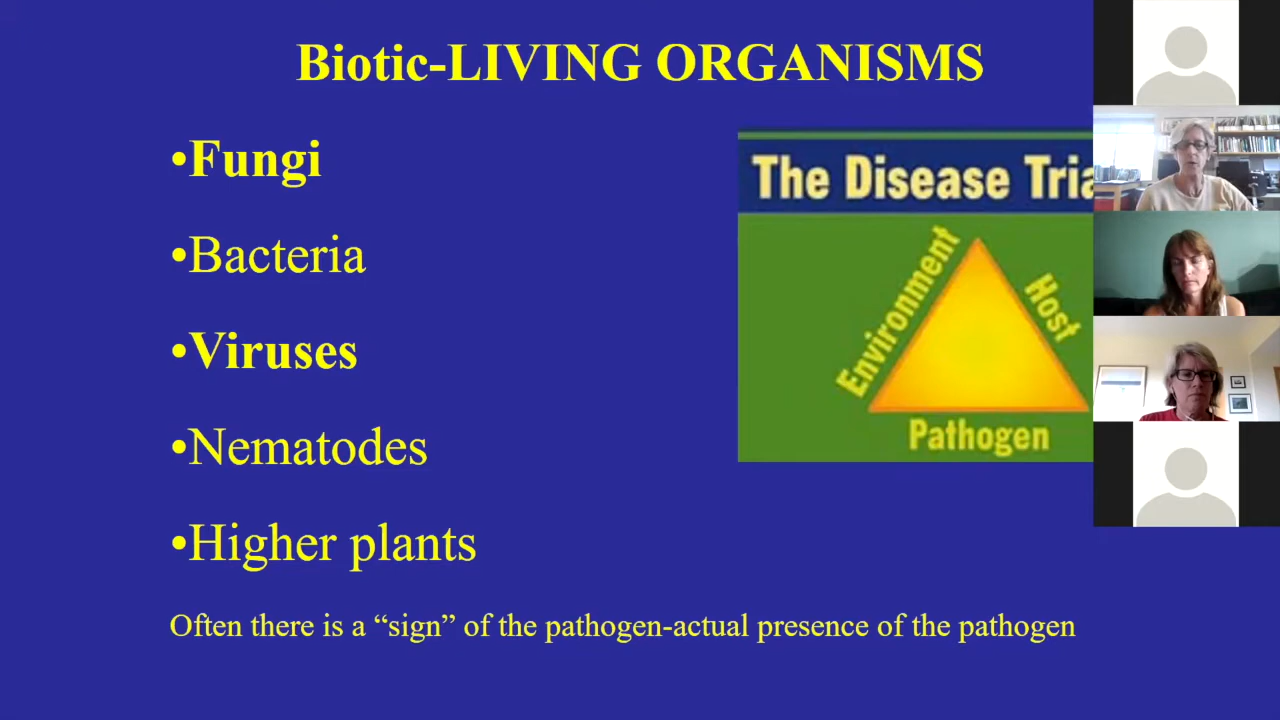 Biotic-LIVING ORGANISMS
•Fungi
•Bacteria
•Viruses
•Nematodes
•Higher plants
The Disease Tria
Environment
Host
Pathogen
Often there is a “sign” of the pathogen-actual presence of the pathogen